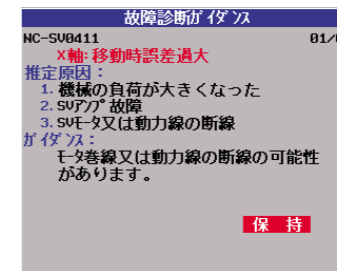 故障診断ｶﾞｲﾀﾞﾝｽ
NC-SV0411 01/
X軸:移動時誤差過大
推定原因：
1. 機械の負荷が大きくなった
2. SVｱﾝﾌﾟ故障
3. SVﾓｰﾀ又は動力線の断線
ｶﾞｲﾀﾞﾝｽ：
ﾓｰﾀ巻線又は動力線の断線の可能性
があります。
保 持